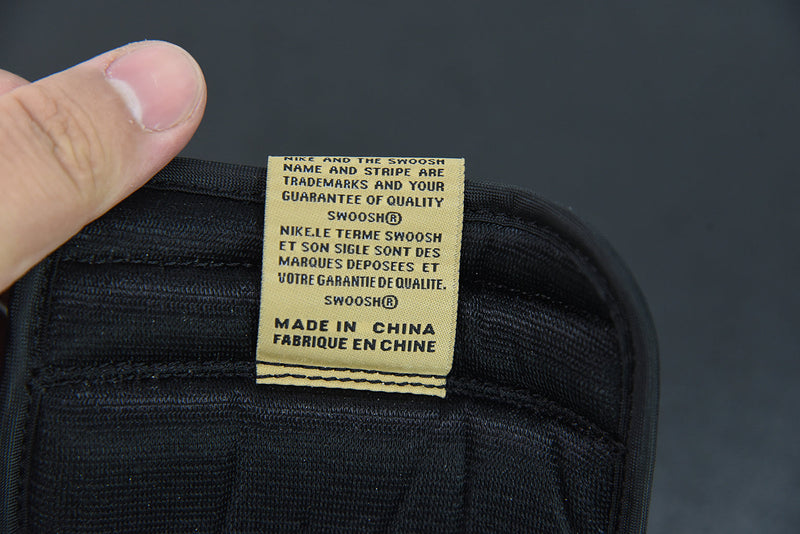 NIKE AND THE SWOOSH
NAME AND STRIPE ARE
TRADEMARKS AND YOUR
GUARANTEE OF QUALITY
SWOOSH®
NIKE.LE TERME SWOOSH
ET SON SIGLE SONT DES
MARQUES DEPOSEES ET
VOTRE GARANTIE DE QUALITE.
SWOOSH®
MADE IN CHINA
FABRIQUE EN CHINE